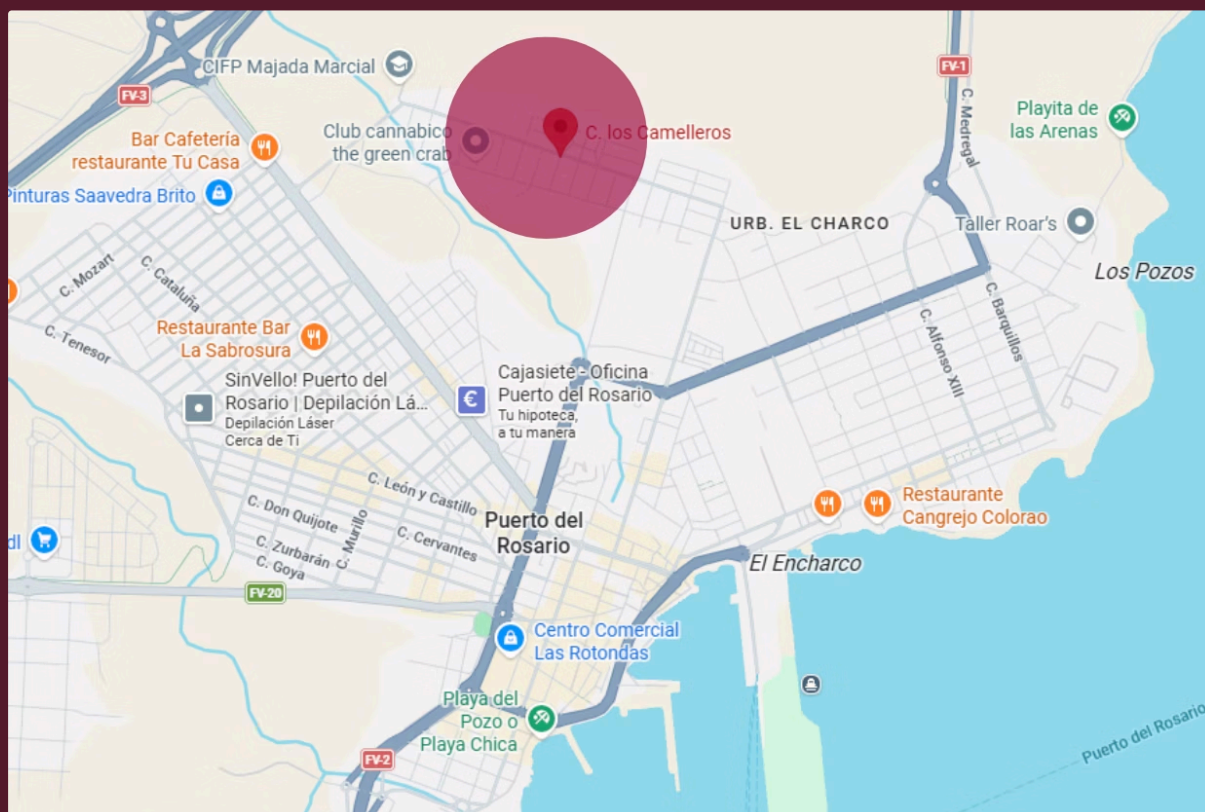 CIFP Majada Marcial
FV-3
FV-1
Bar Cafetería
restaurante Tu Casa
Club cannabico
the green crab
C. los Camelleros
C. Medregal
Playita de
las Arenas
Pinturas Saavedra Brito
URB. EL CHARCO
Taller Roar's
Los Pozos
C. Mozart
C. Cataluña
C. Tenesor
Restaurante Bar
La Sabrosura
C. Barquillos
C. Alfonso XIII
SinVello! Puerto del
Rosario | Depilación Lá...
Depilación Láser
Cerca de Ti
€
Cajasiete - Oficina
Puerto del Rosario
Tu hipoteca,
a tu manera
C. León y Castillo
C. Don Quijote
C. Murillo
C. Cervantes
C. Zurbarán
C. Goya
Puerto del
Rosario
Restaurante
Cangrejo Colorao
dl
El Encharco
FV-20
Centro Comercial
Las Rotondas
Playa del
Pozo o
Playa Chica
FV-2
Puerto del Rosario